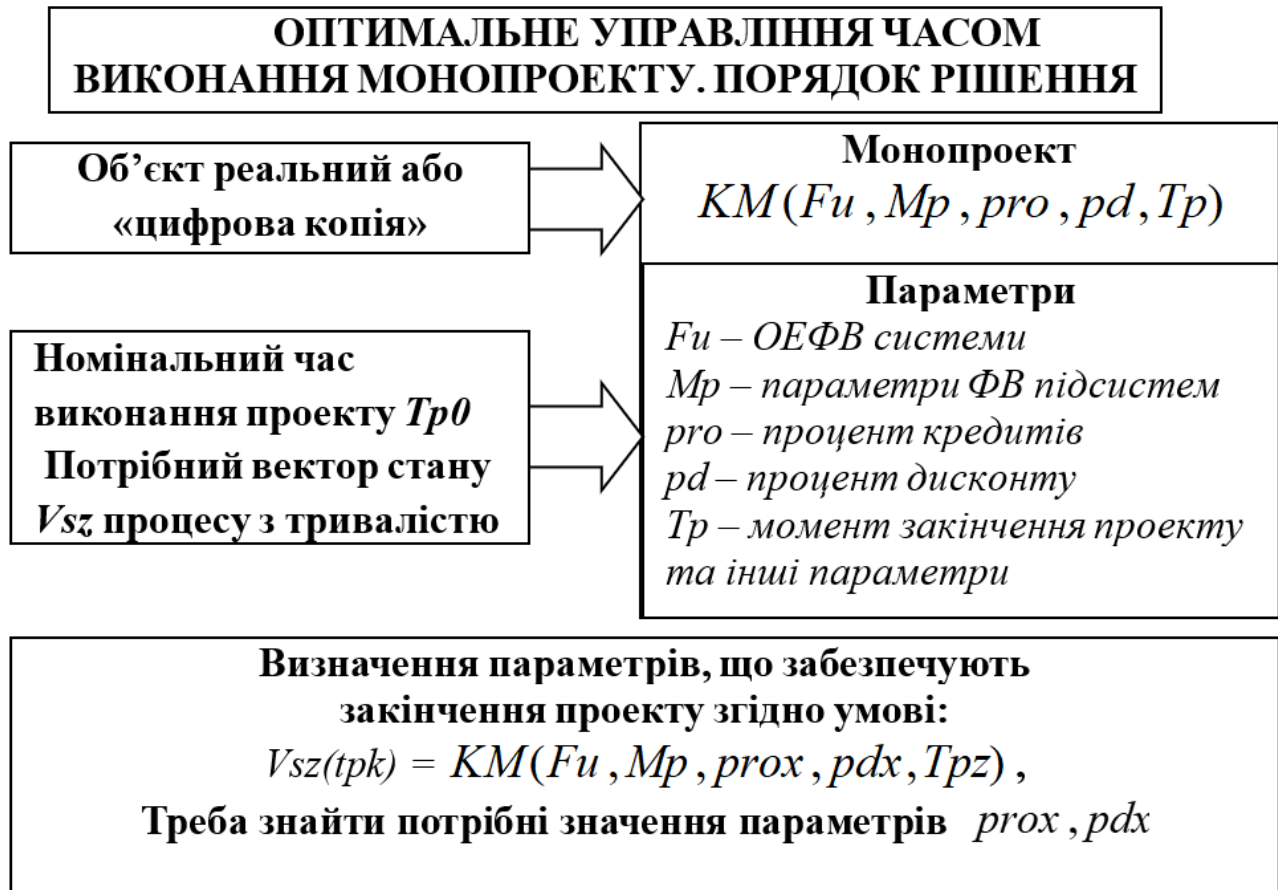 ОПТИМАЛЬНЕ УПРАВЛІННЯ ЧАСОМ
ВИКОНАННЯ МОНОПРОЕКТУ. ПОРЯДОК РІШЕННЯ
Об’єкт реальний або
«цифрова копія»
Монопроект
KM(Fu, Mp, pro, pd, Tp)
Номінальний час
виконання проекту Tp0
Потрібний вектор стану
Vsz процесу з тривалістю
Параметри
Fu – ОЕФВ системи
Mp – параметри ФВ підсистем
pro – процент кредитів
pd – процент дисконту
Tp – момент закінчення проекту
та інші параметри
Визначення параметрів, що забезпечують
закінчення проекту згідно умові:
Vsz(tpk) = KM(Fu, Mp, prox, pdx, Tpz) ,
Треба знайти потрібні значення параметрів prox, pdx